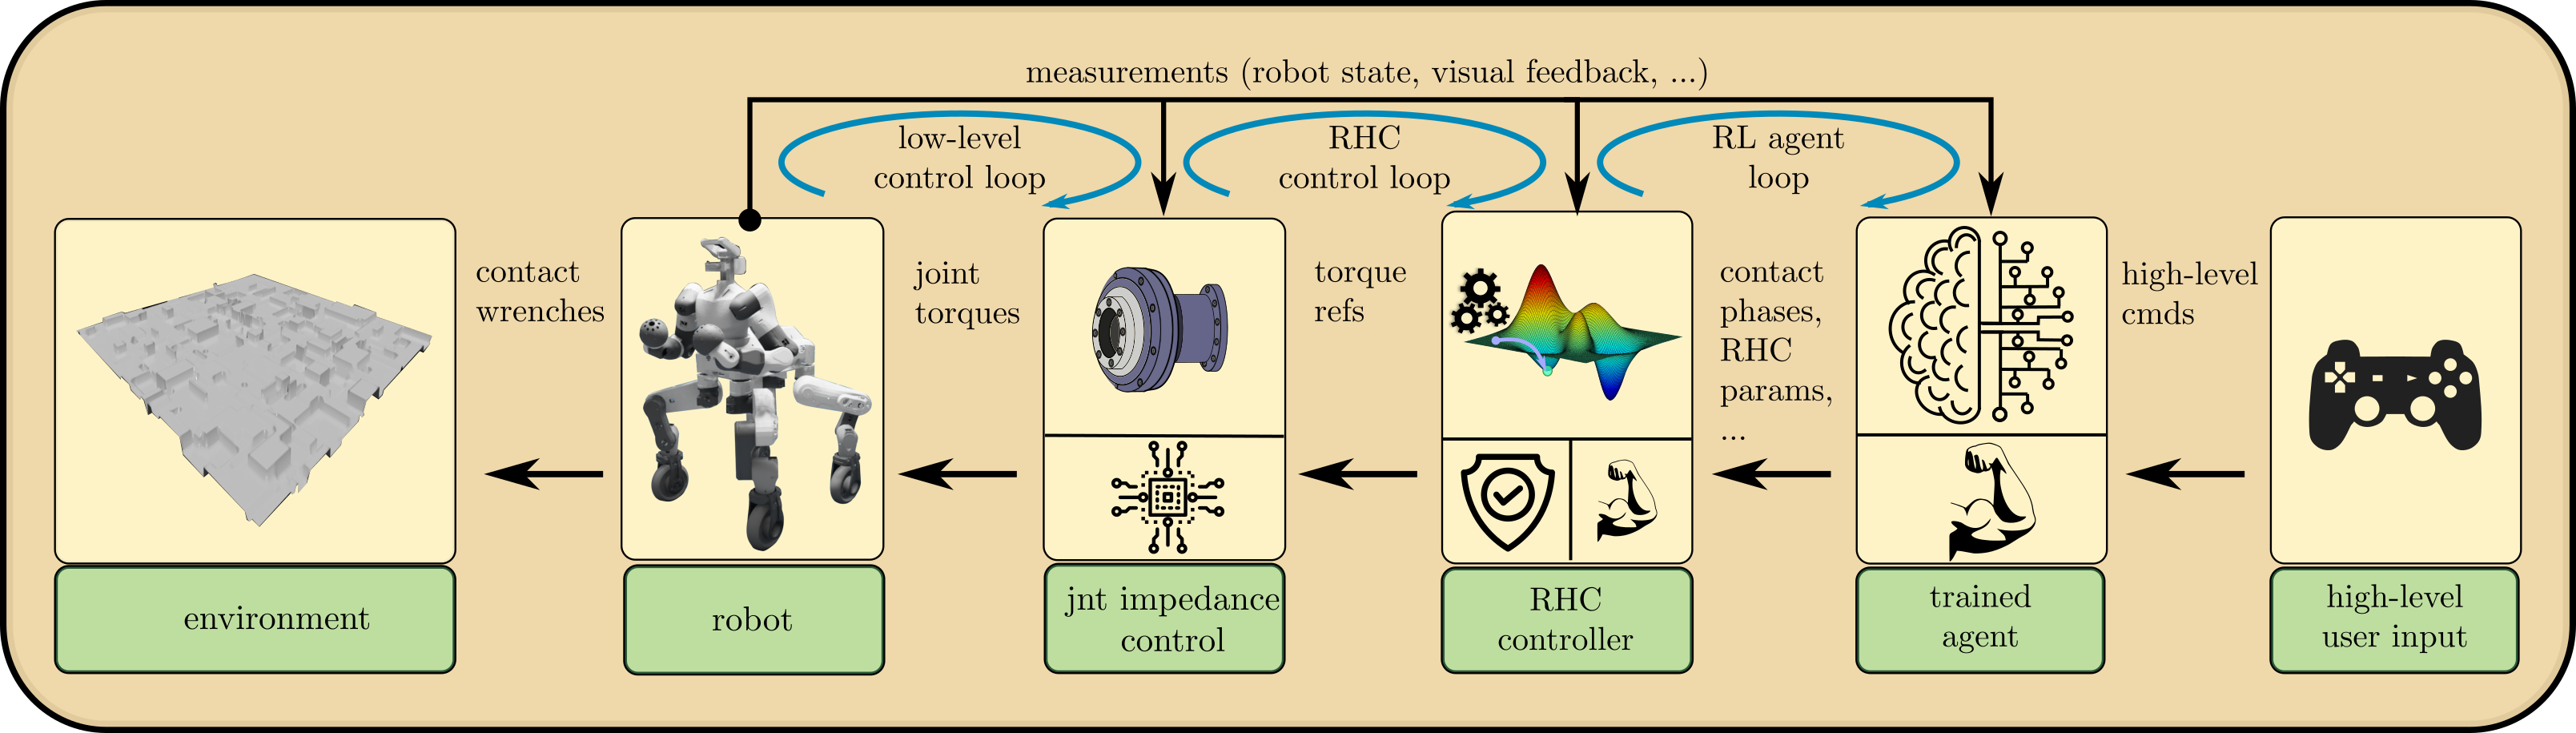 measurements (robot state, visual feedback, ...)
low-level
control loop
RHC
control loop
RL agent
loop
contact
wrenches
joint
torques
torque
refs
contact
phases,
RHC
params,
...
high-level
cmds
environment
robot
jnt impedance
control
RHC
controller
trained
agent
high-level
user input